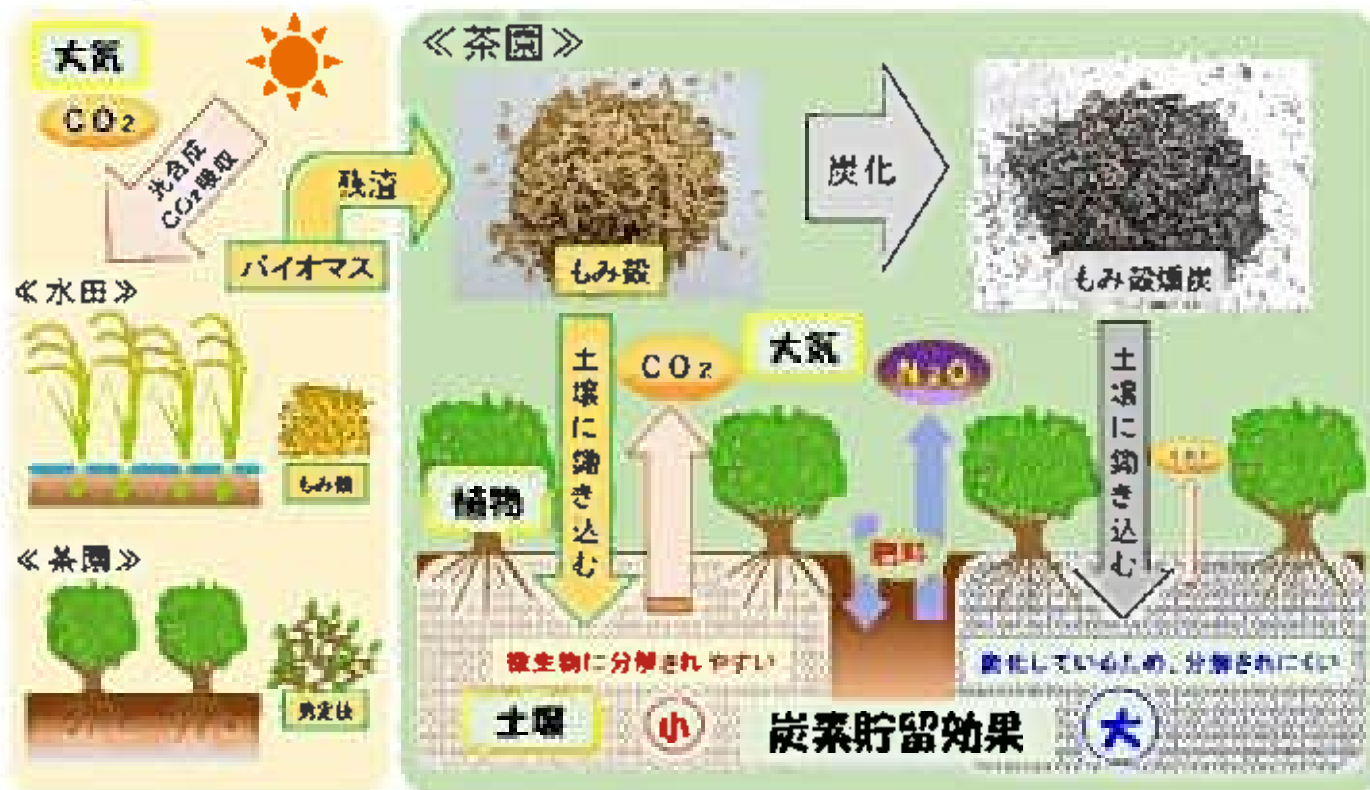 大気
CO₂
光合成
CO₂吸収
バイオマス
残渣
≪水田≫
もみ殻
≪茶園≫
剪定枝
≪茶園≫
もみ殻
炭化
もみ殻燻炭
土壌に鋤き込む
CO₂
大気
N₂O
土壌に鋤き込む
植物
肥料
微生物に分解されやすい
炭化しているため、分解されにくい
土壌
小
炭素貯留効果
大